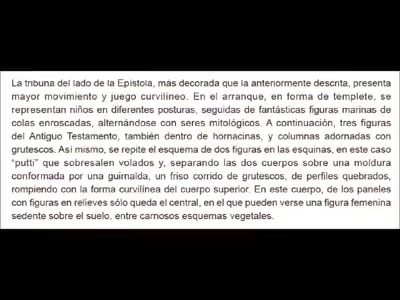 La tribuna del lado de la Epístola, más decorada que la anteriormente descrita, presenta
mayor movimiento y juego curvilíneo. En el arranque, en forma de templete, se
representan niños en diferentes posturas, seguidas de fantásticas figuras marinas de
colas enroscadas, alternándose con seres mitológicos. A continuación, tres figuras
del Antiguo Testamento, también dentro de hornacinas, y columnas adornadas con
grutescos. Así mismo, se repite el esquema de dos figuras en las esquinas, en este caso
"putti" que sobresalen volados y, separando las dos cuerpos sobre una moldura
conformada por una guirnalda, un friso corrido de grutescos, de perfiles quebrados,
rompiendo con la forma curvilínea del cuerpo superior. En este cuerpo, de los paneles
con figuras en relieves sólo queda el central, en el que pueden verse una figura femenina
sedente sobre el suelo, entre carnosos esquemas vegetales.